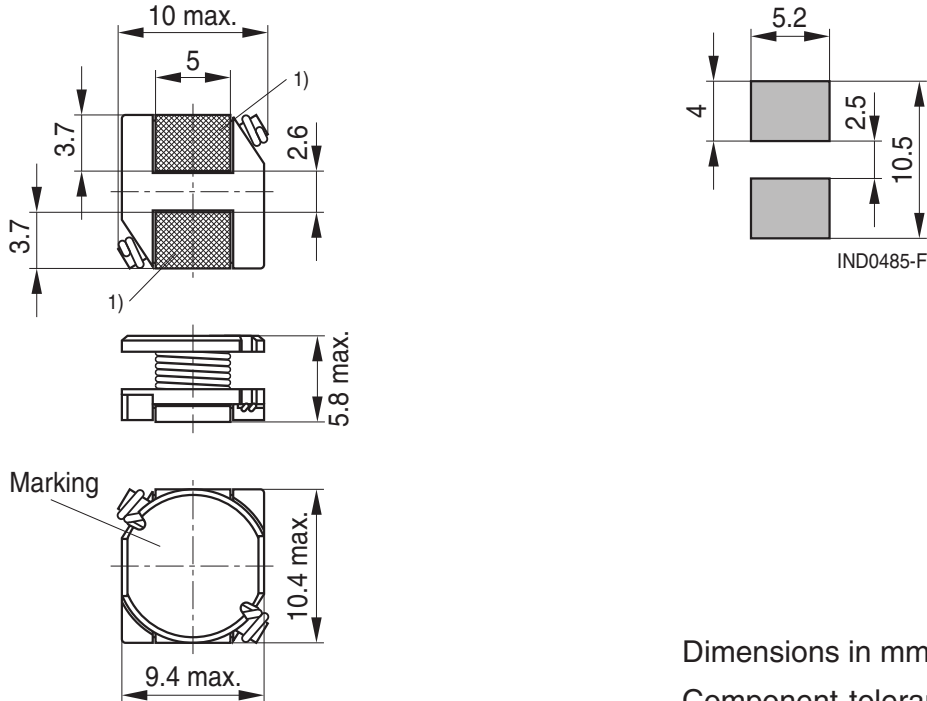 10 max.
5
1)
3.7
2.6
3.7
1)
5.8 max.
Marking
10.4 max.
9.4 max.
5.2
4
2.5
10.5
IND0485-F
Dimensions in mm